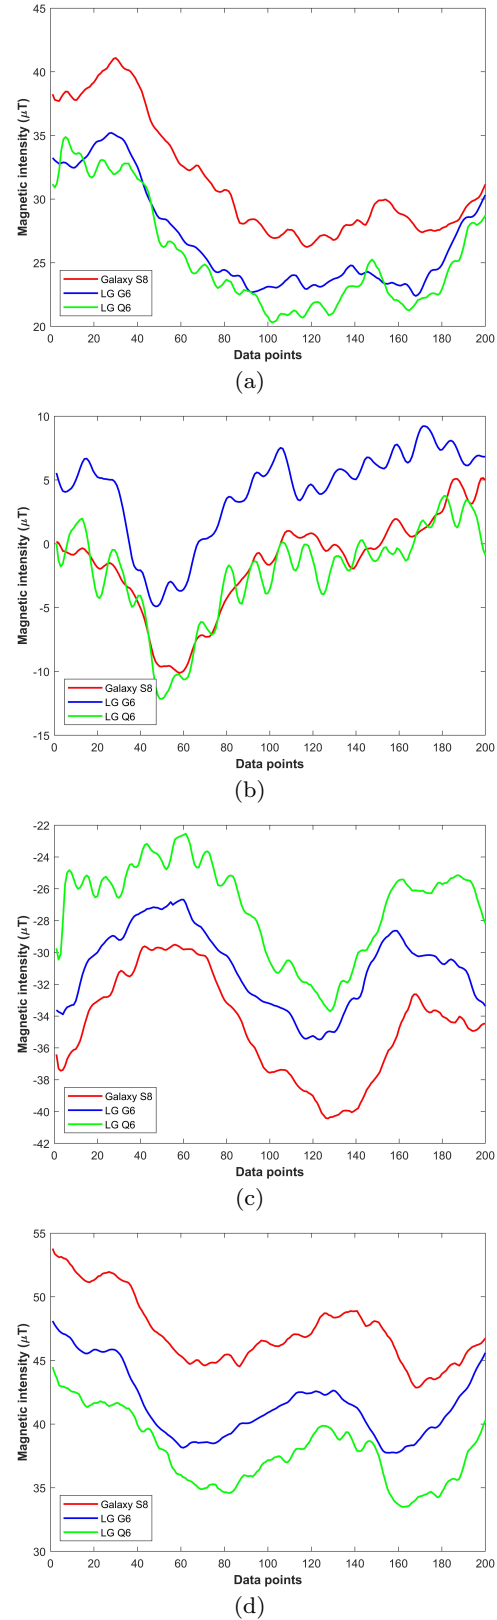 45
40
35
30
25
20
Magnetic intensity (μT)
Galaxy S8
LG G6
LG Q6
0 20 40 60 80 100 120 140 160 180 200
Data points
(a)
10
5
0
-5
-10
-15
Magnetic intensity (μT)
Galaxy S8
LG G6
LG Q6
0 20 40 60 80 100 120 140 160 180 200
Data points
(b)
-22
-24
-26
-28
-30
-32
-34
-36
-38
-40
-42
Magnetic intensity (μT)
Galaxy S8
LG G6
LG Q6
0 20 40 60 80 100 120 140 160 180 200
Data points
(c)
55
50
45
40
35
30
Magnetic intensity (μT)
Galaxy S8
LG G6
LG Q6
0 20 40 60 80 100 120 140 160 180 200
Data points
(d)